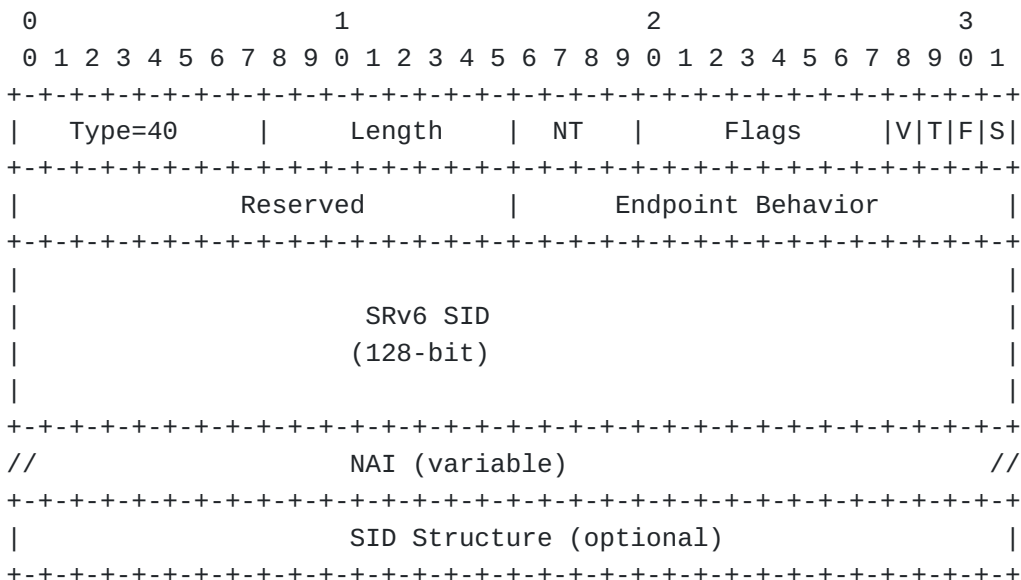 0                   1                   2                   3
 0 1 2 3 4 5 6 7 8 9 0 1 2 3 4 5 6 7 8 9 0 1 2 3 4 5 6 7 8 9 0 1
+-+-+-+-+-+-+-+-+-+-+-+-+-+-+-+-+-+-+-+-+-+-+-+-+-+-+-+-+-+-+-+-+
|   Type=40     |     Length    |  NT   |     Flags     |V|T|F|S|
+-+-+-+-+-+-+-+-+-+-+-+-+-+-+-+-+-+-+-+-+-+-+-+-+-+-+-+-+-+-+-+-+
|              Reserved         |      Endpoint Behavior        |
+-+-+-+-+-+-+-+-+-+-+-+-+-+-+-+-+-+-+-+-+-+-+-+-+-+-+-+-+-+-+-+-+
|                                                               |
|                      SRv6 SID                                 |
|                     (128-bit)                                 |
|                                                               |
+-+-+-+-+-+-+-+-+-+-+-+-+-+-+-+-+-+-+-+-+-+-+-+-+-+-+-+-+-+-+-+-+
//                    NAI (variable)                           //
+-+-+-+-+-+-+-+-+-+-+-+-+-+-+-+-+-+-+-+-+-+-+-+-+-+-+-+-+-+-+-+-+
|                     SID Structure (optional)                  |
+-+-+-+-+-+-+-+-+-+-+-+-+-+-+-+-+-+-+-+-+-+-+-+-+-+-+-+-+-+-+-+-+